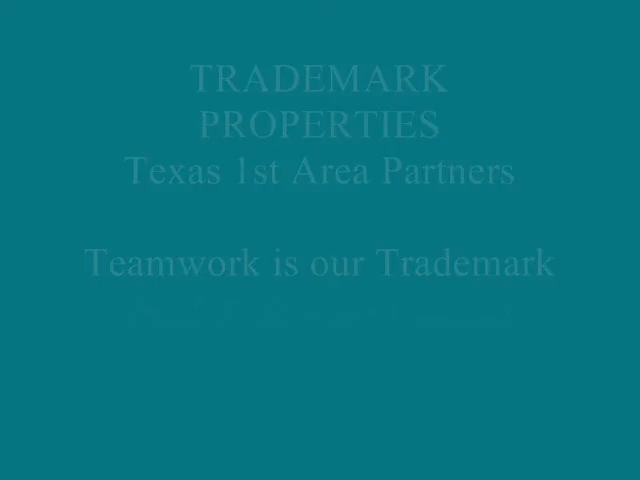 TRADEMARK
PROPERTIES
Texas 1st Area Partners
Teamwork is our Trademark